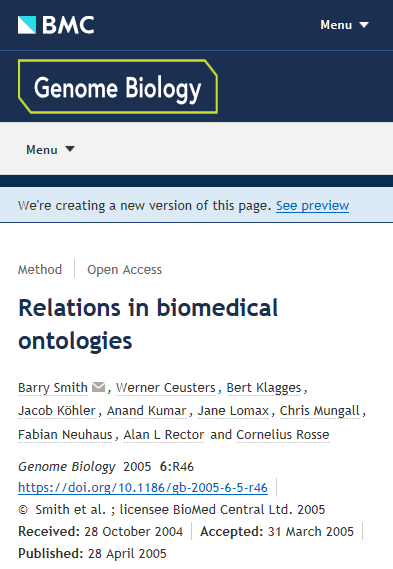 BMC
Menu
Genome Biology
Menu
We're creating a new version of this page. See preview
Method
Open Access
Relations in biomedical
ontologies
Barry Smith, Werner Ceusters, Bert Klagges,
Jacob Köhler, Anand Kumar, Jane Lomax, Chris Mungall,
Fabian Neuhaus, Alan L Rector and Cornelius Rosse
Genome Biology 2005 6:R46
https://doi.org/10.1186/gb-2005-6-5-r46
© Smith et al. ; licensee BioMed Central Ltd. 2005
Received: 28 October 2004 Accepted: 31 March 2005
Published: 28 April 2005